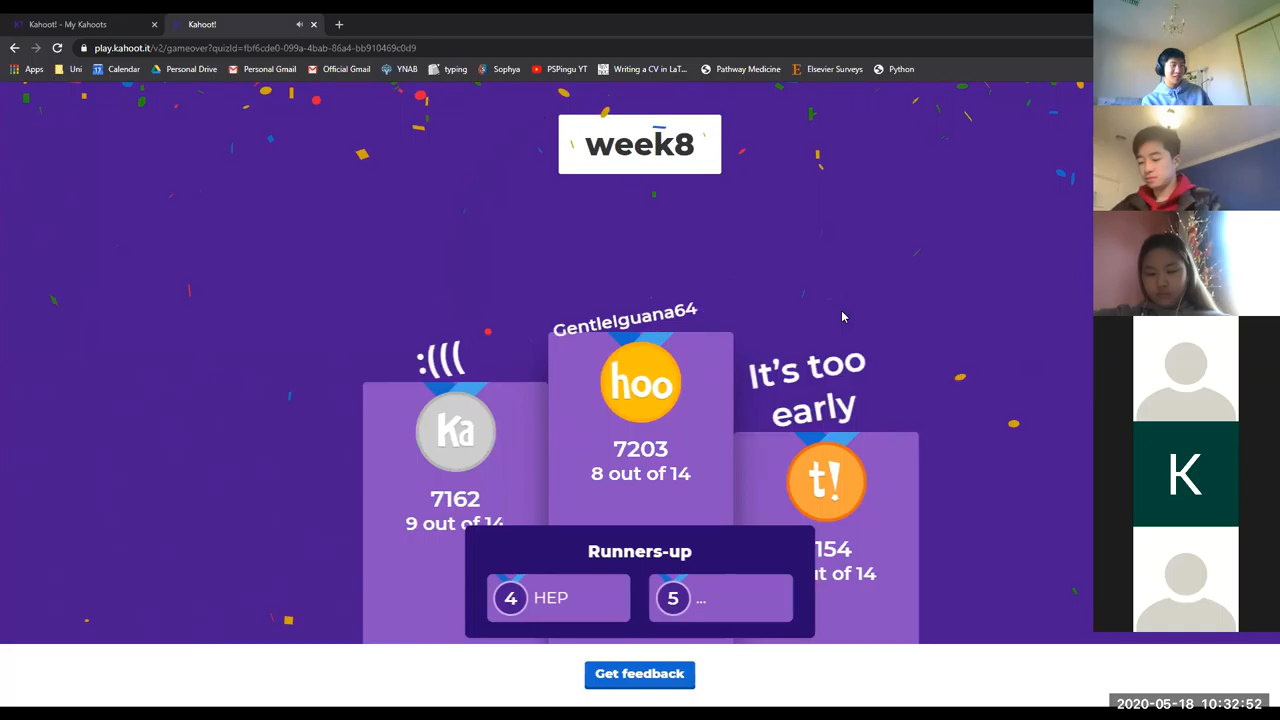 Kahoot! - My Kahoots
Kahoot!
play.kahoot.it/v2/gameover?quizId=fbf6cde0-099a-4bab-86a4-bb910469c0d9
Apps Uni Calendar Personal Drive Personal Gmail Official Gmail YNAB typing Sophya PSPingu YT Writing a CV in LaT... Pathway Medicine Elsevier Surveys Python
week8
GentleIguana64
:(((
It's too
early
hoo
Ka
t!
7203
8 out of 14
7162
9 out of 14
154
ut of 14
Runners-up
4 HEP
5 ...
K
Get feedback
2020-05-18 10:32:52